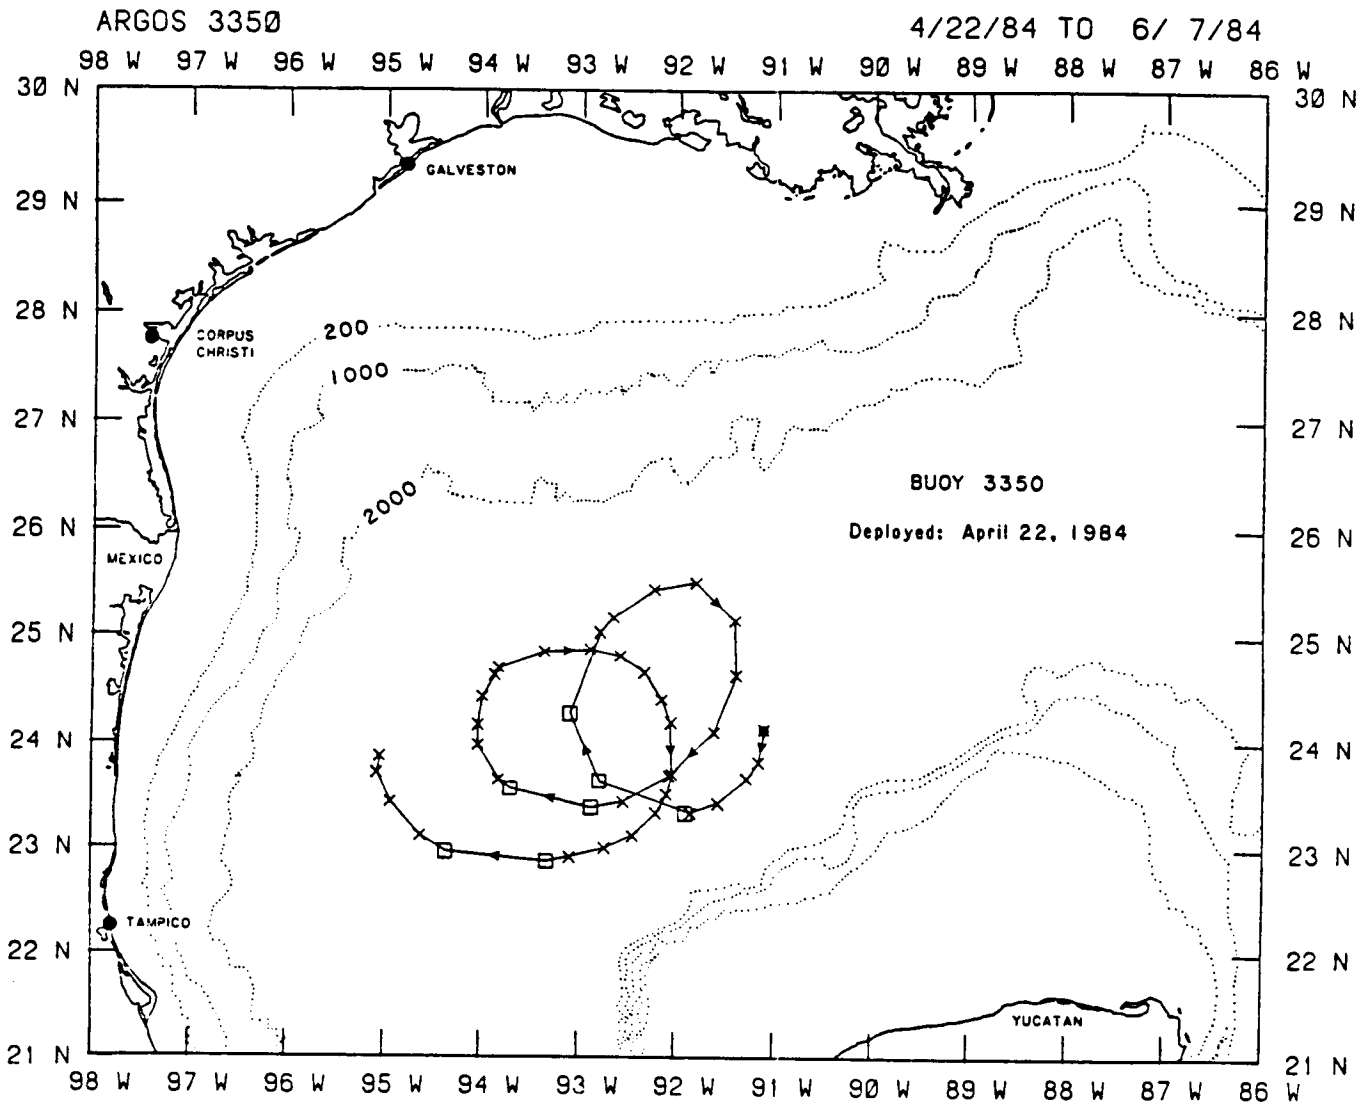 ARGOS 3350 4/22/84 TO 6/ 7/84
98 W 97 W 96 W 95 W 94 W 93 W 92 W 91 W 90 W 89 W 88 W 87 W 86 W
30 N 30 N
GALVESTON
29 N 29 N
28 N 28 N
200
CORPUS
CHRISTI
1000
27 N 27 N
BUOY 3350
2000
26 N 26 N
Deployed: April 22, 1984
MEXICO
25 N 25 N
24 N 24 N
23 N 23 N
TAMPICO
22 N 22 N
YUCATAN
21 N 21 N
98 W 97 W 96 W 95 W 94 W 93 W 92 W 91 W 90 W 89 W 88 W 87 W 86 W